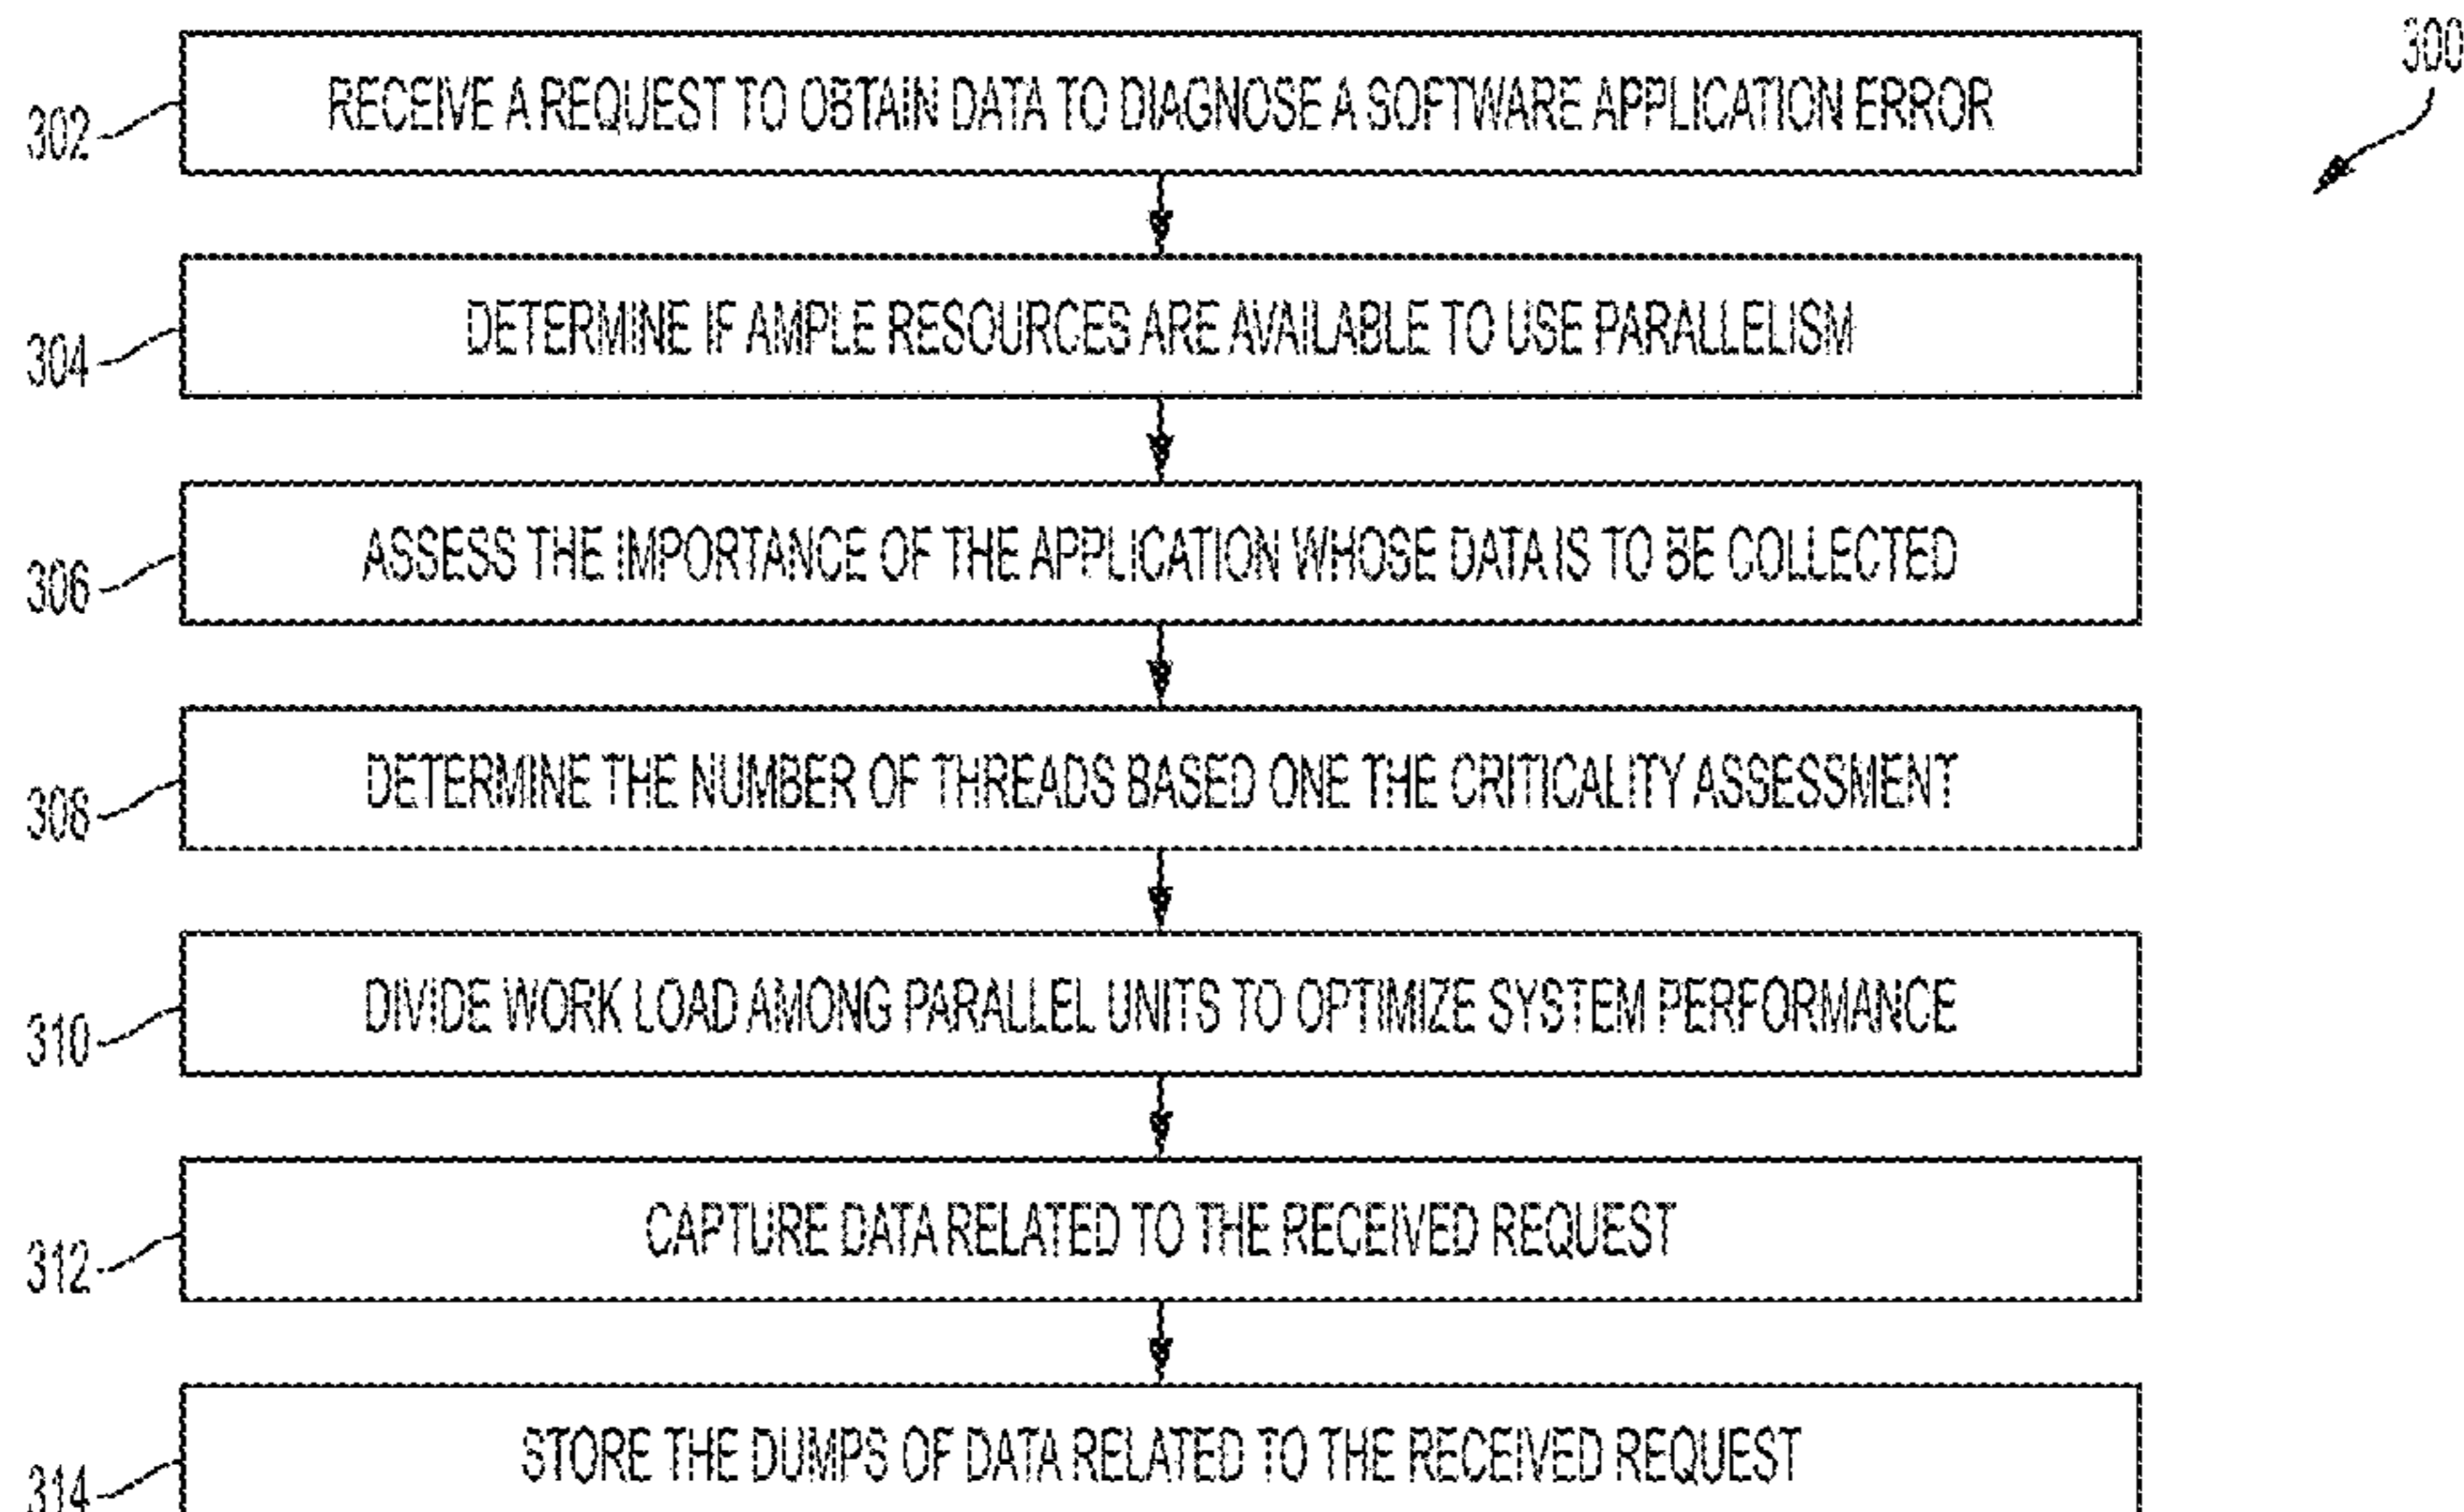 300
302 RECEIVE A REQUEST TO OBTAIN DATA TO DIAGNOSE A SOFTWARE APPLICATION ERROR
304 DETERMINE IF AMPLE RESOURCES ARE AVAILABLE TO USE PARALLELISM
306 ASSESS THE IMPORTANCE OF THE APPLICATION WHOSE DATA IS TO BE COLLECTED
308 DETERMINE THE NUMBER OF THREADS BASED ONE THE CRITICALITY ASSESSMENT
310 DIVIDE WORK LOAD AMONG PARALLEL UNITS TO OPTIMIZE SYSTEM PERFORMANCE
312 CAPTURE DATA RELATED TO THE RECEIVED REQUEST
314 STORE THE DUMPS OF DATA RELATED TO THE RECEIVED REQUEST